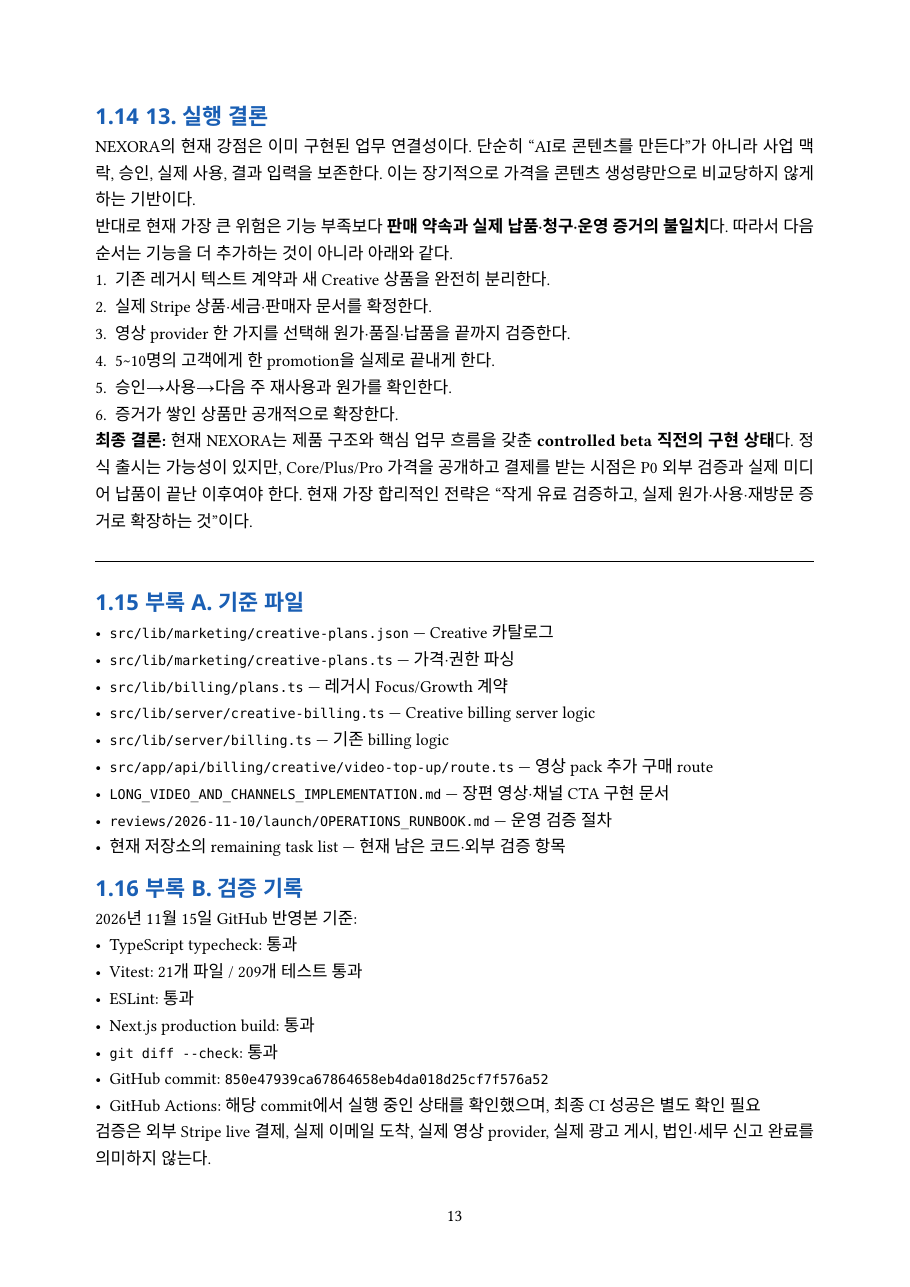 1.14 13. 실행 결론
NEXORA의 현재 강점은 이미 구현된 업무 연결성이다. 단순히 “AI로 콘텐츠를 만든다”가 아니라 사업 맥
락, 승인, 실제 사용, 결과 입력을 보존한다. 이는 장기적으로 가격을 콘텐츠 생성량만으로 비교당하지 않게
하는 기반이다.
반대로 현재 가장 큰 위험은 기능 부족보다 판매 약속과 실제 납품·청구·운영 증거의 불일치다. 따라서 다음
순서는 기능을 더 추가하는 것이 아니라 아래와 같다.
1. 기존 레거시 텍스트 계약과 새 Creative 상품을 완전히 분리한다.
2. 실제 Stripe 상품·세금·판매자 문서를 확정한다.
3. 영상 provider 한 가지를 선택해 원가·품질·납품을 끝까지 검증한다.
4. 5~10명의 고객에게 한 promotion을 실제로 끝내게 한다.
5. 승인→사용→다음 주 재사용과 원가를 확인한다.
6. 증거가 쌓인 상품만 공개적으로 확장한다.
최종 결론: 현재 NEXORA는 제품 구조와 핵심 업무 흐름을 갖춘 controlled beta 직전의 구현 상태다. 정
식 출시는 가능성이 있지만, Core/Plus/Pro 가격을 공개하고 결제를 받는 시점은 P0 외부 검증과 실제 미디
어 납품이 끝난 이후여야 한다. 현재 가장 합리적인 전략은 “작게 유료 검증하고, 실제 원가·사용·재방문 증
거로 확장하는 것”이다.
1.15 부록 A. 기준 파일
• src/lib/marketing/creative-plans.json — Creative 카탈로그
• src/lib/marketing/creative-plans.ts — 가격·권한 파싱
• src/lib/billing/plans.ts — 레거시 Focus/Growth 계약
• src/lib/server/creative-billing.ts — Creative billing server logic
• src/lib/server/billing.ts — 기존 billing logic
• src/app/api/billing/creative/video-top-up/route.ts — 영상 pack 추가 구매 route
• LONG_VIDEO_AND_CHANNELS_IMPLEMENTATION.md — 장편 영상·채널 CTA 구현 문서
• reviews/2026-11-10/launch/OPERATIONS_RUNBOOK.md — 운영 검증 절차
• 현재 저장소의 remaining task list — 현재 남은 코드·외부 검증 항목
1.16 부록 B. 검증 기록
2026년 11월 15일 GitHub 반영본 기준:
• TypeScript typecheck: 통과
• Vitest: 21개 파일 / 209개 테스트 통과
• ESLint: 통과
• Next.js production build: 통과
• git diff --check: 통과
• GitHub commit: 850e47939ca67864658eb4da018d25cf7f576a52
• GitHub Actions: 해당 commit에서 실행 중인 상태를 확인했으며, 최종 CI 성공은 별도 확인 필요
검증은 외부 Stripe live 결제, 실제 이메일 도착, 실제 영상 provider, 실제 광고 게시, 법인·세무 신고 완료를
의미하지 않는다.
13